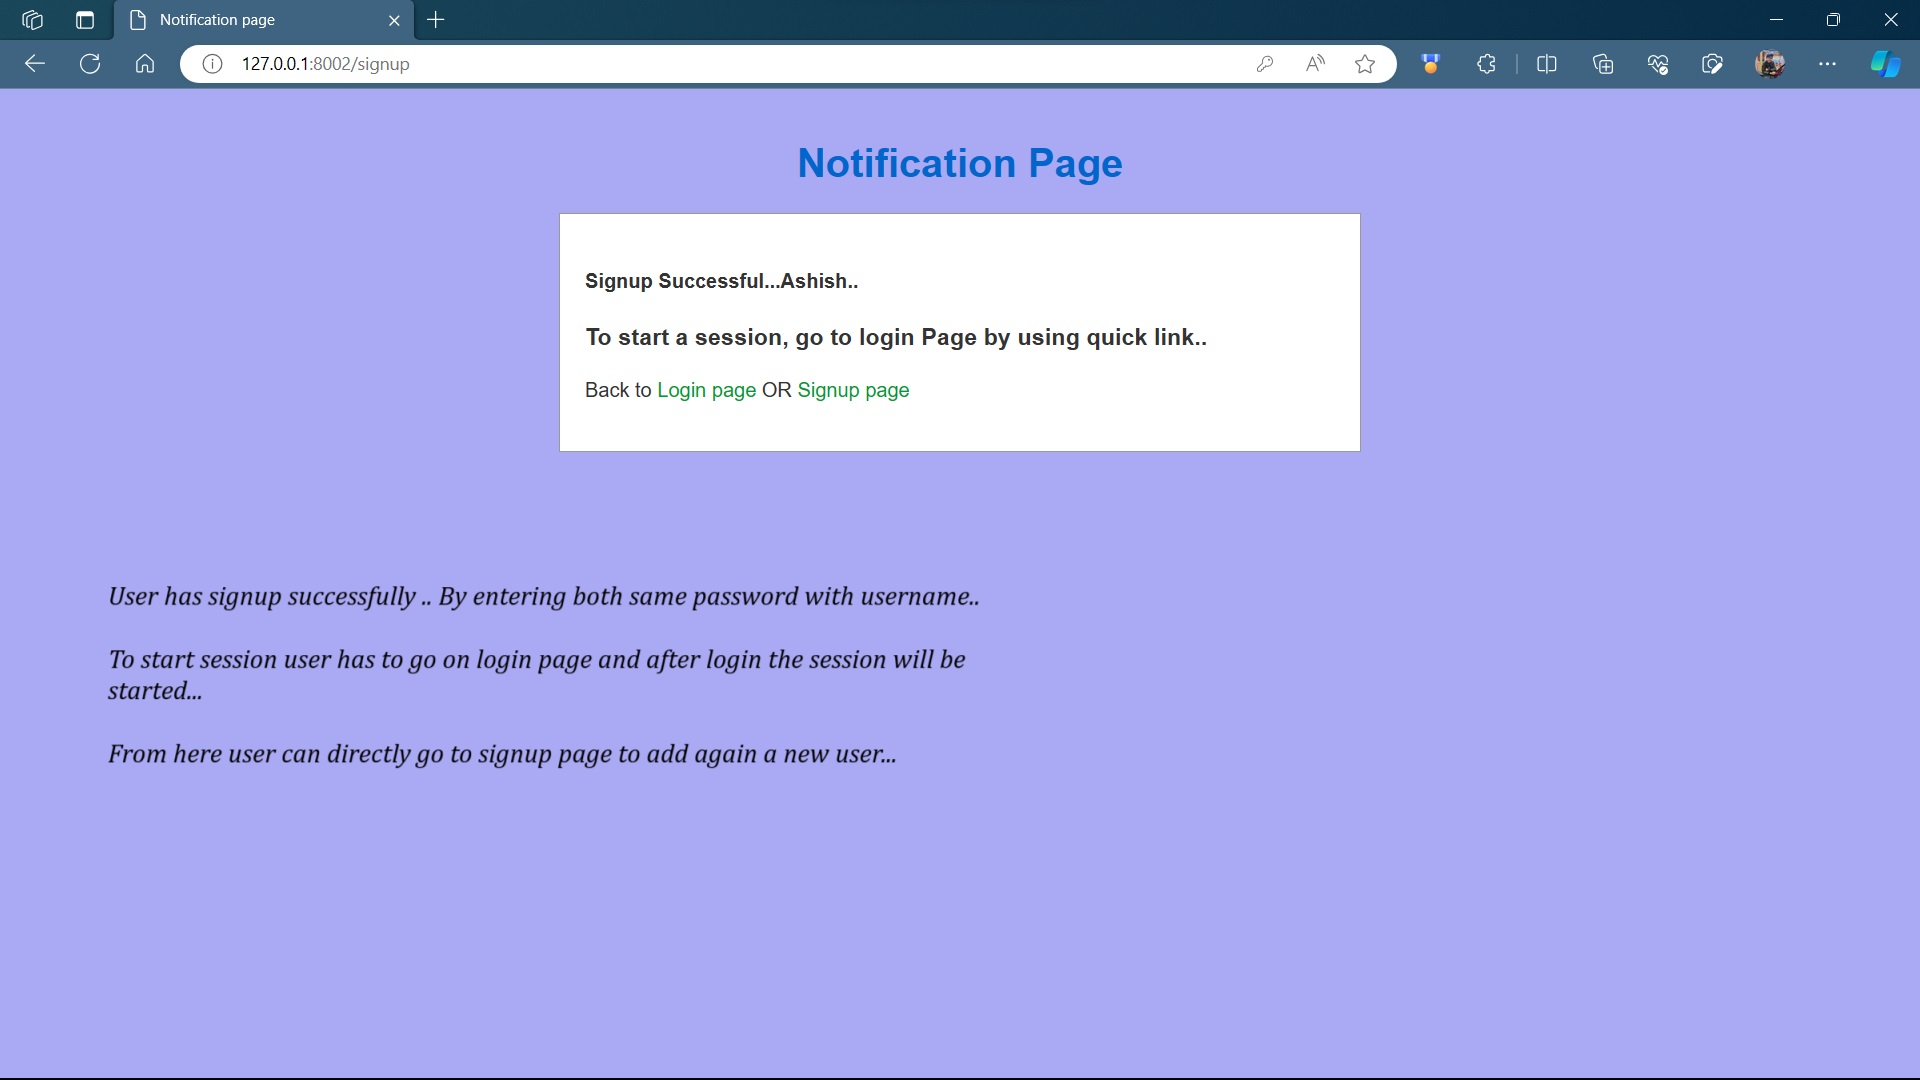 Notification page
127.0.0.1:8002/signup
Notification Page
Signup Successful...Ashish..
To start a session, go to login Page by using quick link..
Back to Login page OR Signup page
User has signup successfully .. By entering both same password with username..
To start session user has to go on login page and after login the session will be
started...
From here user can directly go to signup page to add again a new user...